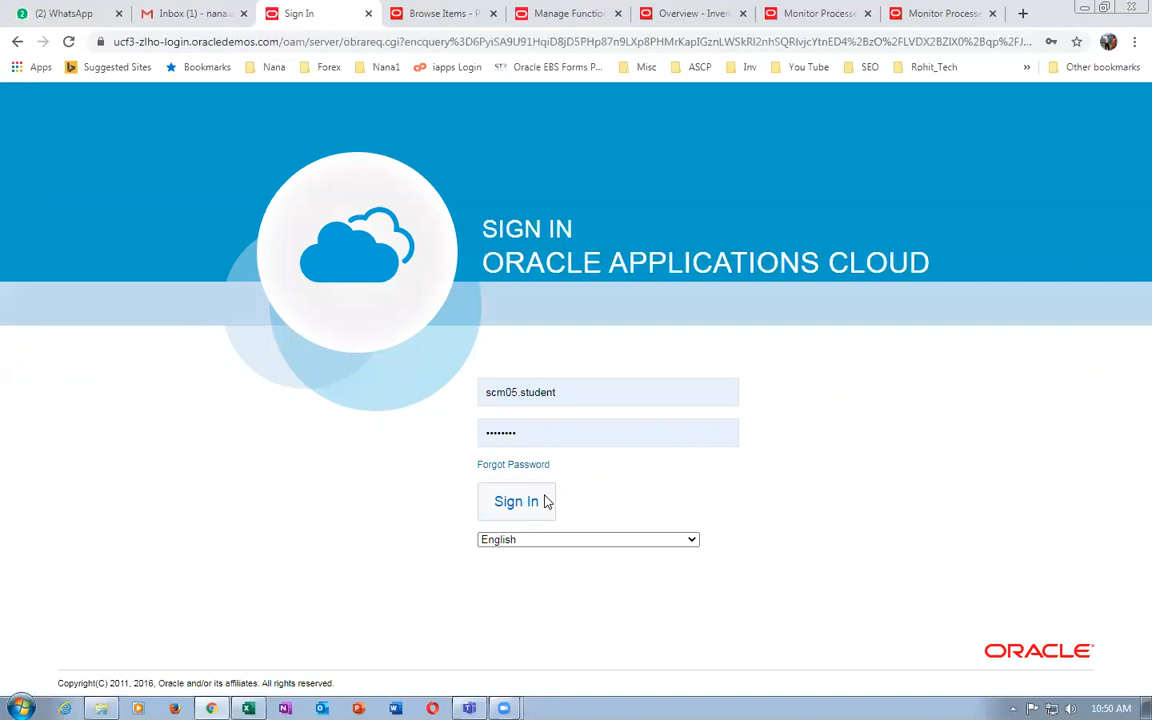 (2) WhatsApp
Inbox (1) - nana
Sign In
Browse Items - P
Manage Functio
Overview - Inven
Monitor Processe
Monitor Processe
Apps
Suggested Sites
Bookmarks
Nana
Forex
Nana1
iapps Login
Oracle EBS Forms P...
Misc
ASCP
Inv
You Tube
SEO
Rohit_Tech
Other bookmarks
SIGN IN
ORACLE APPLICATIONS CLOUD
scm05.student
••••••••
Forgot Password
Sign In
English
ORACLE
Copyright(C) 2011, 2016, Oracle and/or its affiliates. All rights reserved.
10:50 AM